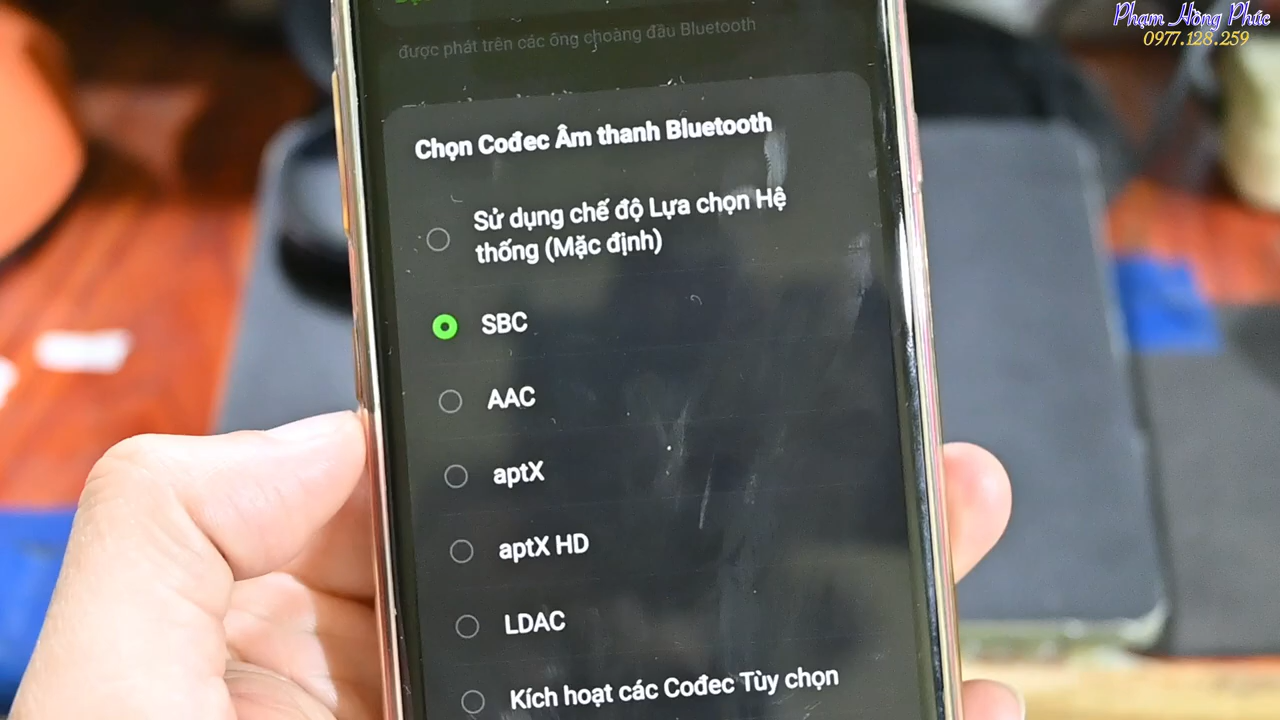 Phạm Hồng Phúc
0977.128.259
được phát trên các ống choàng đầu Bluetooth
Chọn Cođec Âm thanh Bluetooth
Sử dụng chế độ Lựa chọn Hệ
thống (Mặc định)
SBC
AAC
aptX
aptX HD
LDAC
Kích hoạt các Cođec Tùy chọn